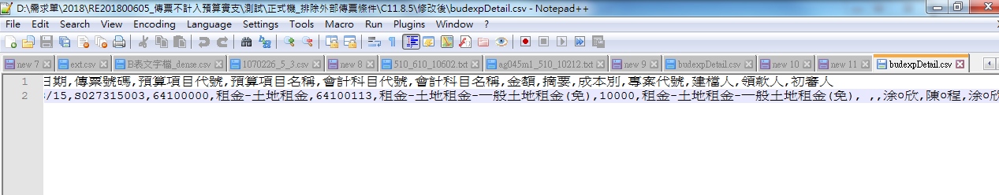 D:\需求單\2018\RE201800605_傳票不計入預算實支\測試\正式機_排除外部傳票條件\C11.8.5\修改後\budexpDetail.csv - Notepad++
File Edit Search View Encoding Language Settings Tools Macro Run Plugins Window ?
new 7 ext.csv B表文字檔_dense.csv 1070226_5_3.csv new 8 510_610_10602.txt ag045m1_510_10212.txt new 9 budexpDetail.csv new 10 new 11 budexpDetail.csv
1 日期,傳票號碼,預算項目代號,預算項目名稱,會計科目代號,會計科目名稱,金額,摘要,成本別,專案代號,建檔人,領款人,初審人
2 /15,S027315003,64100000,租金-土地租金,64100113,租金-土地租金-一般土地租金(免),10000,租金-土地租金-一般土地租金(免), ,,涂o欣,陳o程,涂o欣